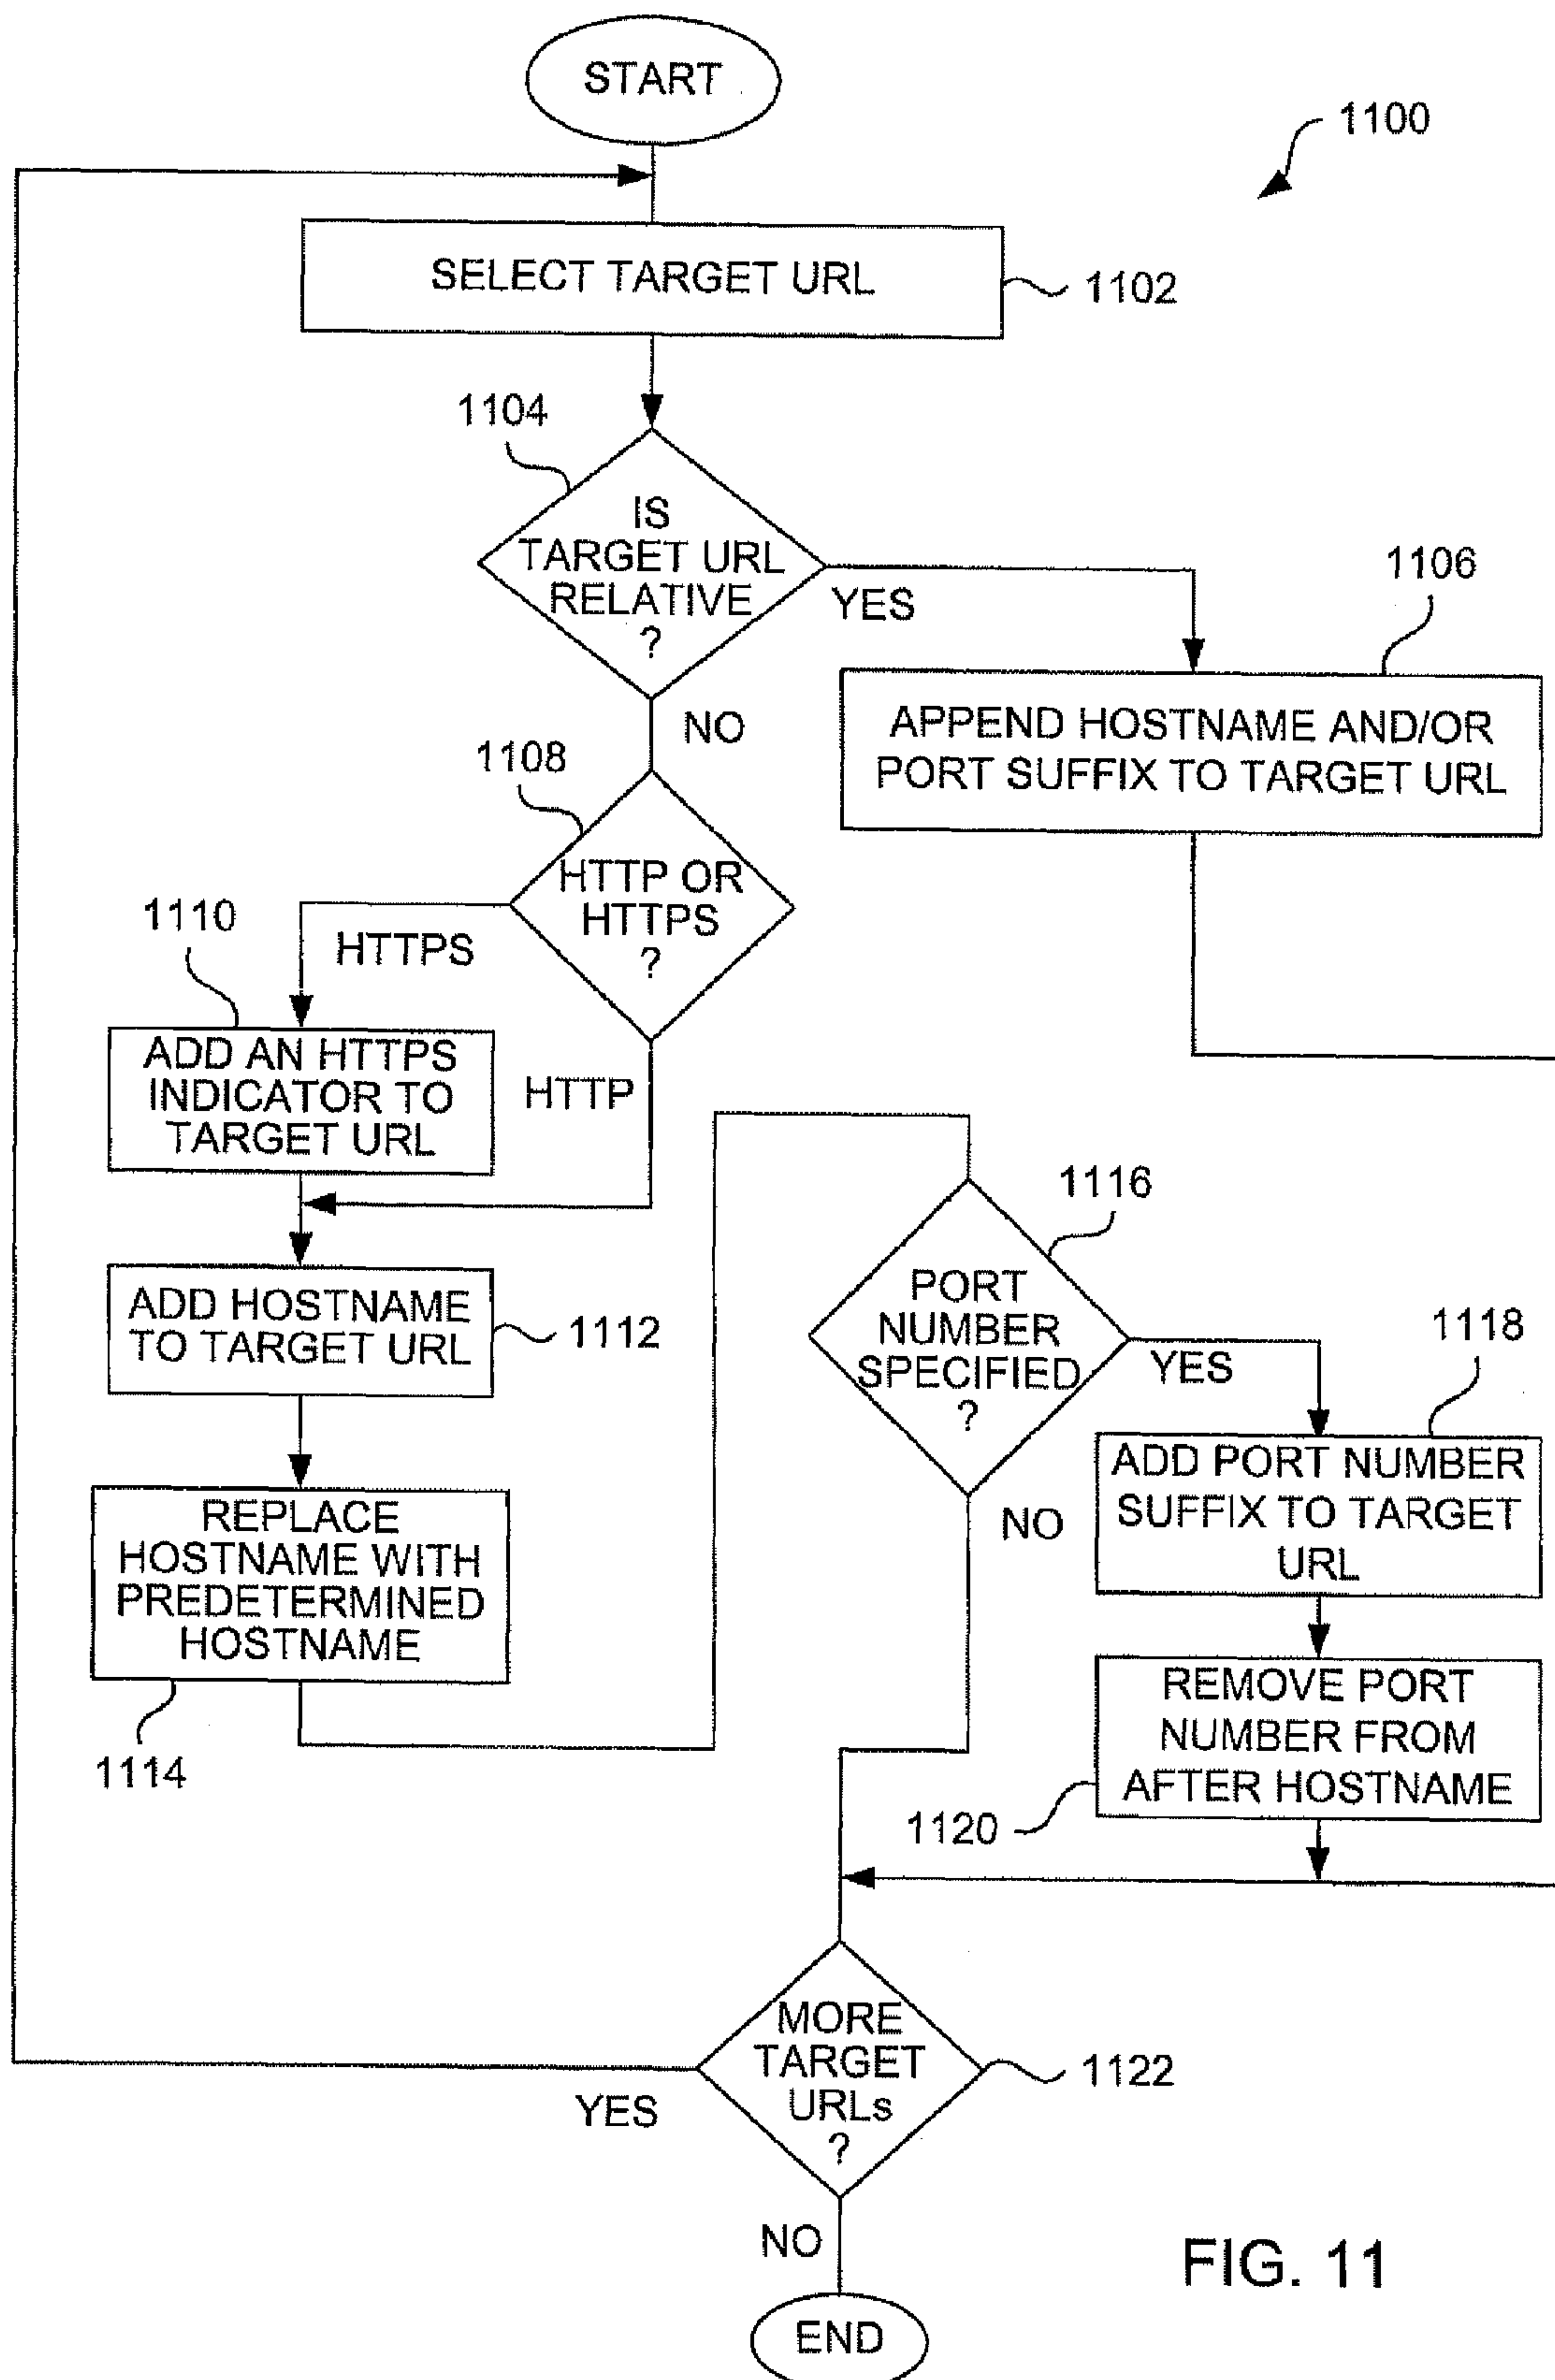 START
1100
SELECT TARGET URL
1102
1104
IS
TARGET URL
RELATIVE
?
YES
NO
1106
APPEND HOSTNAME AND/OR
PORT SUFFIX TO TARGET URL
1108
HTTP OR
HTTPS
?
HTTPS
HTTP
1110
ADD AN HTTPS
INDICATOR TO
TARGET URL
ADD HOSTNAME
TO TARGET URL
1112
REPLACE
HOSTNAME WITH
PREDETERMINED
HOSTNAME
1114
1116
PORT
NUMBER
SPECIFIED
?
YES
NO
1118
ADD PORT NUMBER
SUFFIX TO TARGET
URL
REMOVE PORT
NUMBER FROM
AFTER HOSTNAME
1120
MORE
TARGET
URLs
?
1122
YES
NO
END
FIG. 11